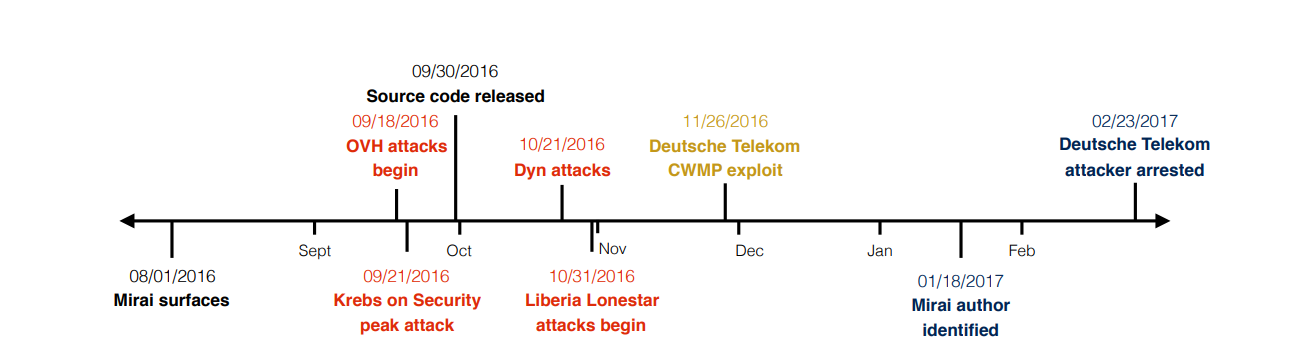 09/30/2016
Source code released
09/18/2016
OVH attacks
begin
10/21/2016
Dyn attacks
11/26/2016
Deutsche Telekom
CWMP exploit
02/23/2017
Deutsche Telekom
attacker arrested
Sept
Oct
Nov
Dec
Jan
Feb
08/01/2016
Mirai surfaces
09/21/2016
Krebs on Security
peak attack
10/31/2016
Liberia Lonestar
attacks begin
01/18/2017
Mirai author
identified